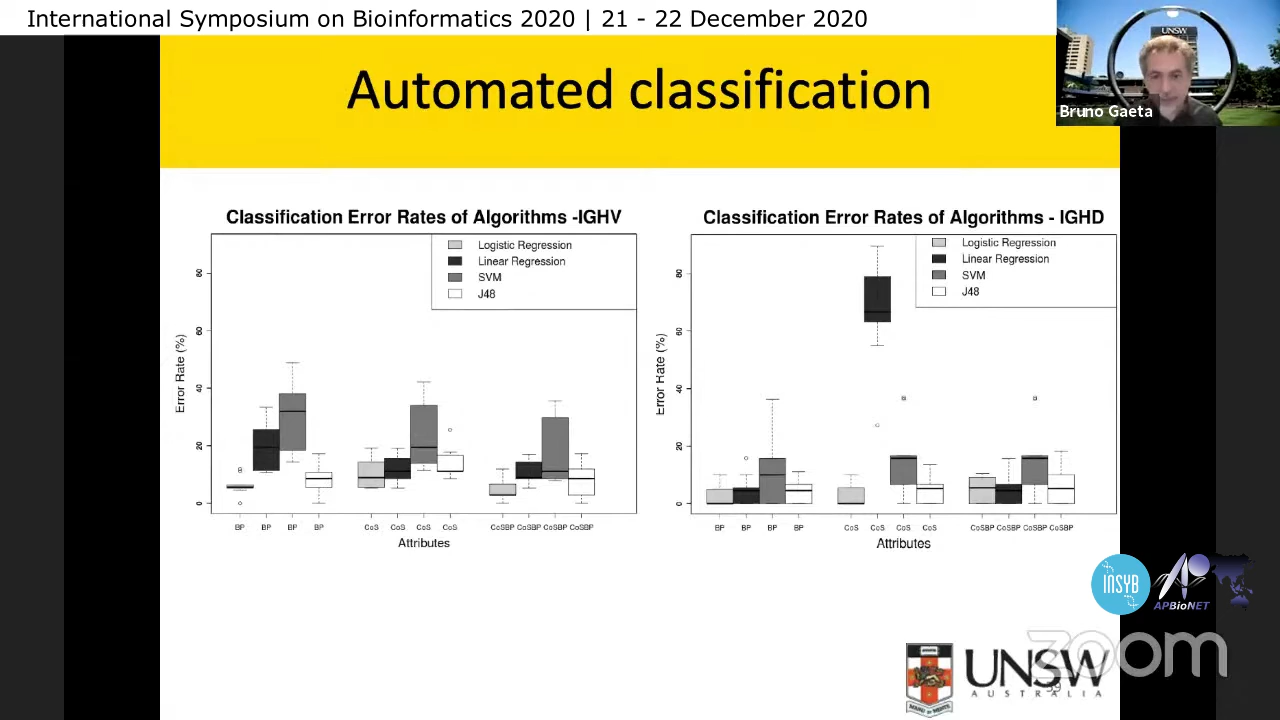 International Symposium on Bioinformatics 2020 | 21 - 22 December 2020
UNSW
Bruno Gaeta
Automated classification
Classification Error Rates of Algorithms -IGHV
Logistic Regression
Linear Regression
SVM
J48
Error Rate (%)
80
60
40
20
0
BP BP BP BP CoS CoS CoS CoS CoSBP CoSBP CoSBP CoSBP
Attributes
Classification Error Rates of Algorithms - IGHD
Logistic Regression
Linear Regression
SVM
J48
Error Rate (%)
80
60
40
20
0
BP BP BP BP CoS CoS CoS CoS CoSBP CoSBP CoSBP CoSBP
Attributes
INSYB
APBioNET
zoom
UNSW
AUSTRALIA
39